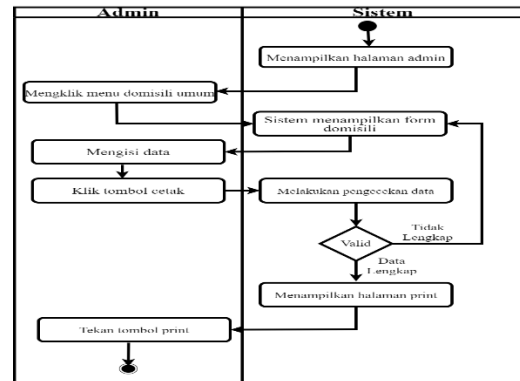 Admin
Sistem
Menampilkan halaman admin
Mengklik menu domisili umum
Sistem menampilkan form
domisili
Mengisi data
Klik tombol cetak
Melakukan pengecekan data
Valid
Tidak
Lengkap
Data
Lengkap
Menampilkan halaman print
Tekan tombol print